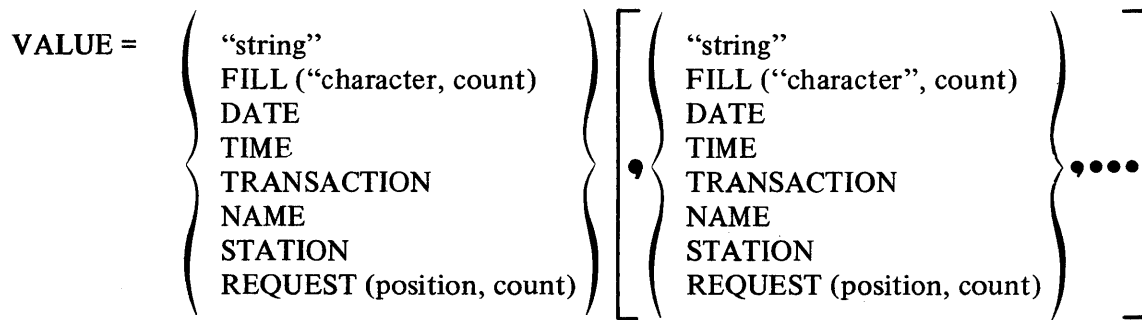 VALUE = “string” “string”
FILL (“character, count) FILL (“character”, count)
DATE DATE
TIME TIME
, , ....
TRANSACTION TRANSACTION
NAME NAME
STATION STATION
REQUEST (position, count) REQUEST (position, count)